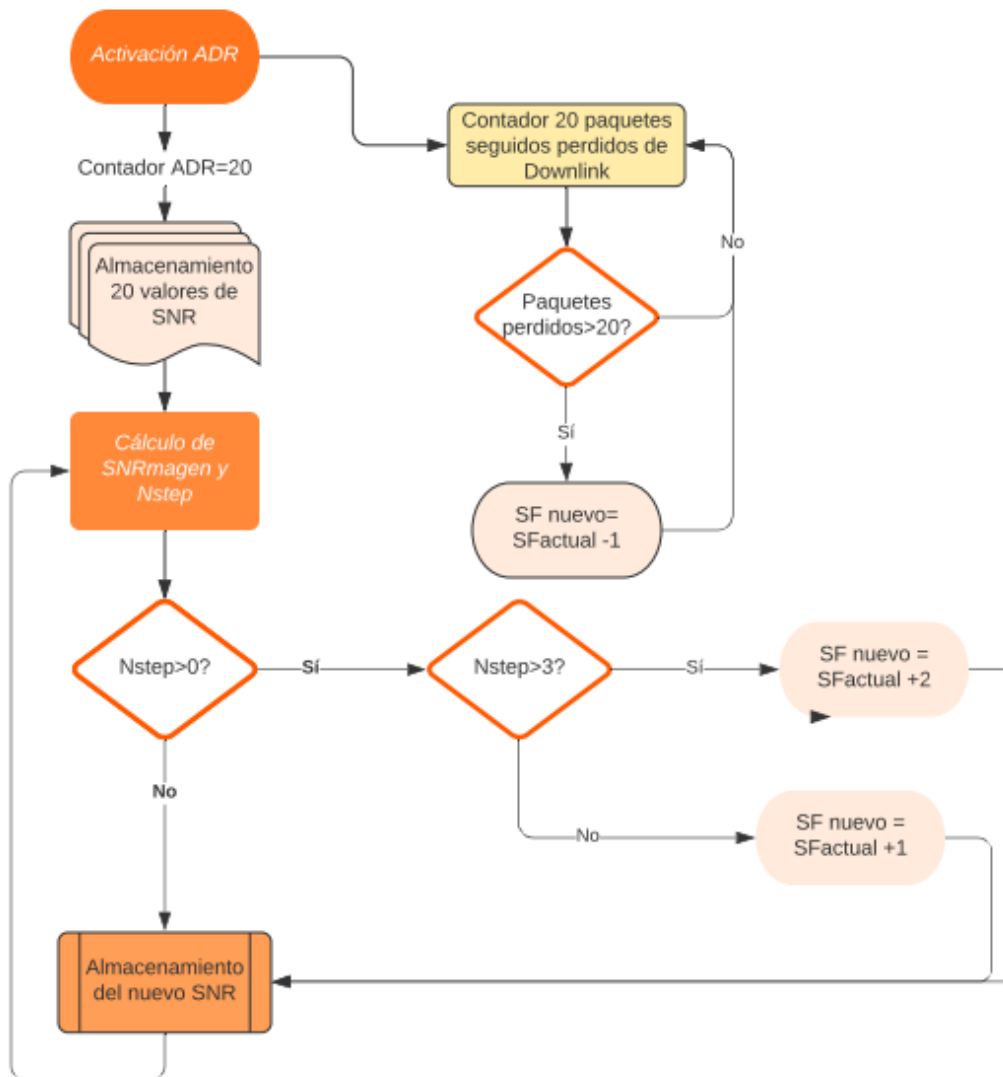 Activación ADR
Contador ADR=20
Almacenamiento
20 valores de
SNR
Cálculo de
SNRmagen y
Nstep
Contador 20 paquetes
seguidos perdidos de
Downlink
Paquetes
perdidos>20?
No
Sí
SF nuevo=
SFactual -1
Nstep>0?
Sí
Nstep>3?
Sí
SF nuevo =
SFactual +2
No
No
SF nuevo =
SFactual +1
Almacenamiento
del nuevo SNR